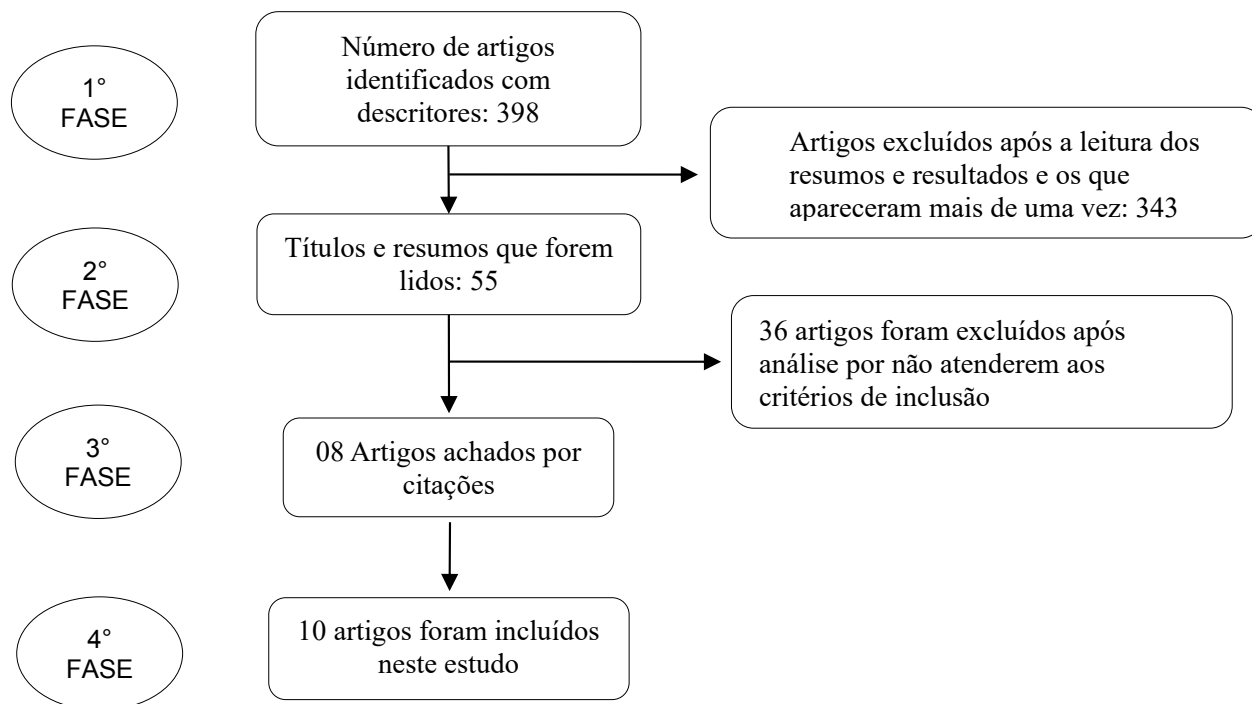 1°
FASE
Número de artigos
identificados com
descritores: 398
Artigos excluídos após a leitura dos
resumos e resultados e os que
apareceram mais de uma vez: 343
2°
FASE
Títulos e resumos que forem
lidos: 55
36 artigos foram excluídos após
análise por não atenderem aos
critérios de inclusão
3°
FASE
08 Artigos achados por
citações
4°
FASE
10 artigos foram incluídos
neste estudo